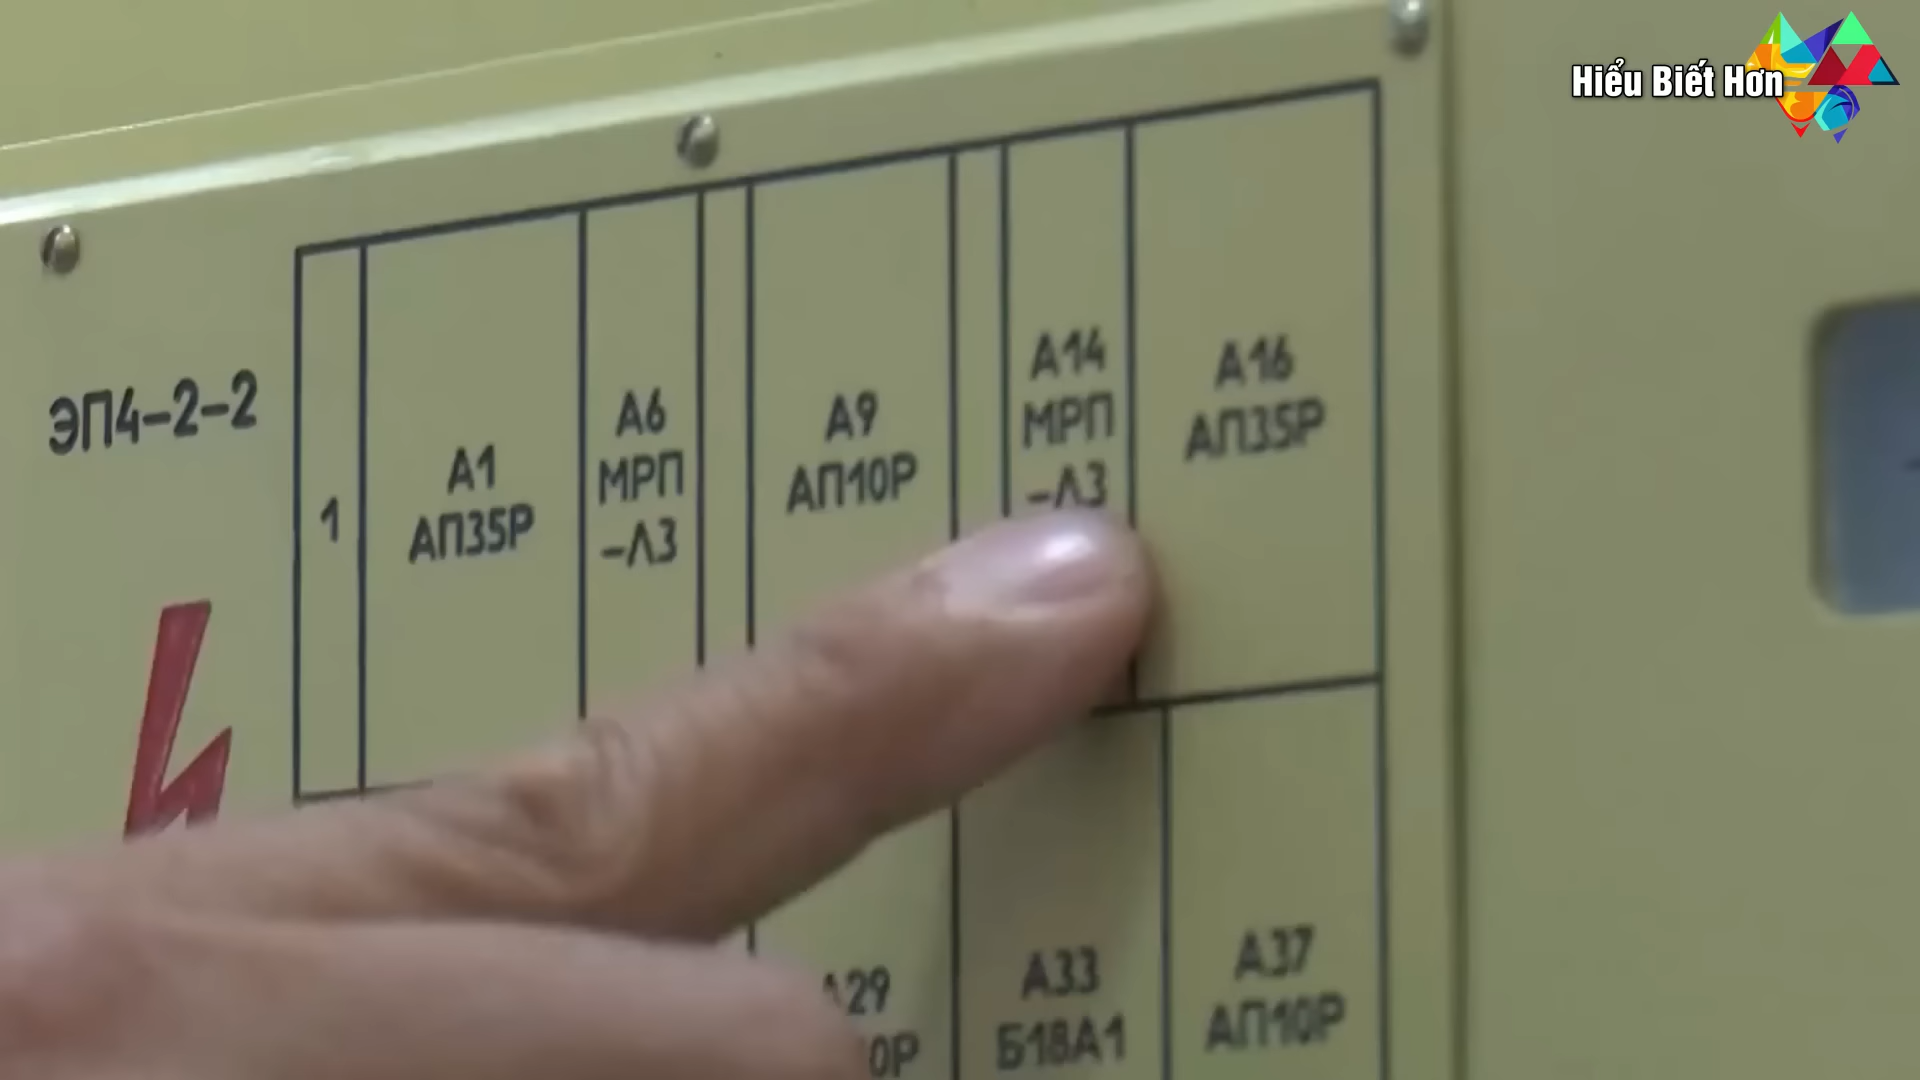 Hiểu Biết Hơn
ЭП4-2-2
1
А1
АП35Р
А6
МРП
-Л3
А9
АП10Р
А14
МРП
-Л3
А16
АП35Р
А33
Б18А1
А37
АП10Р